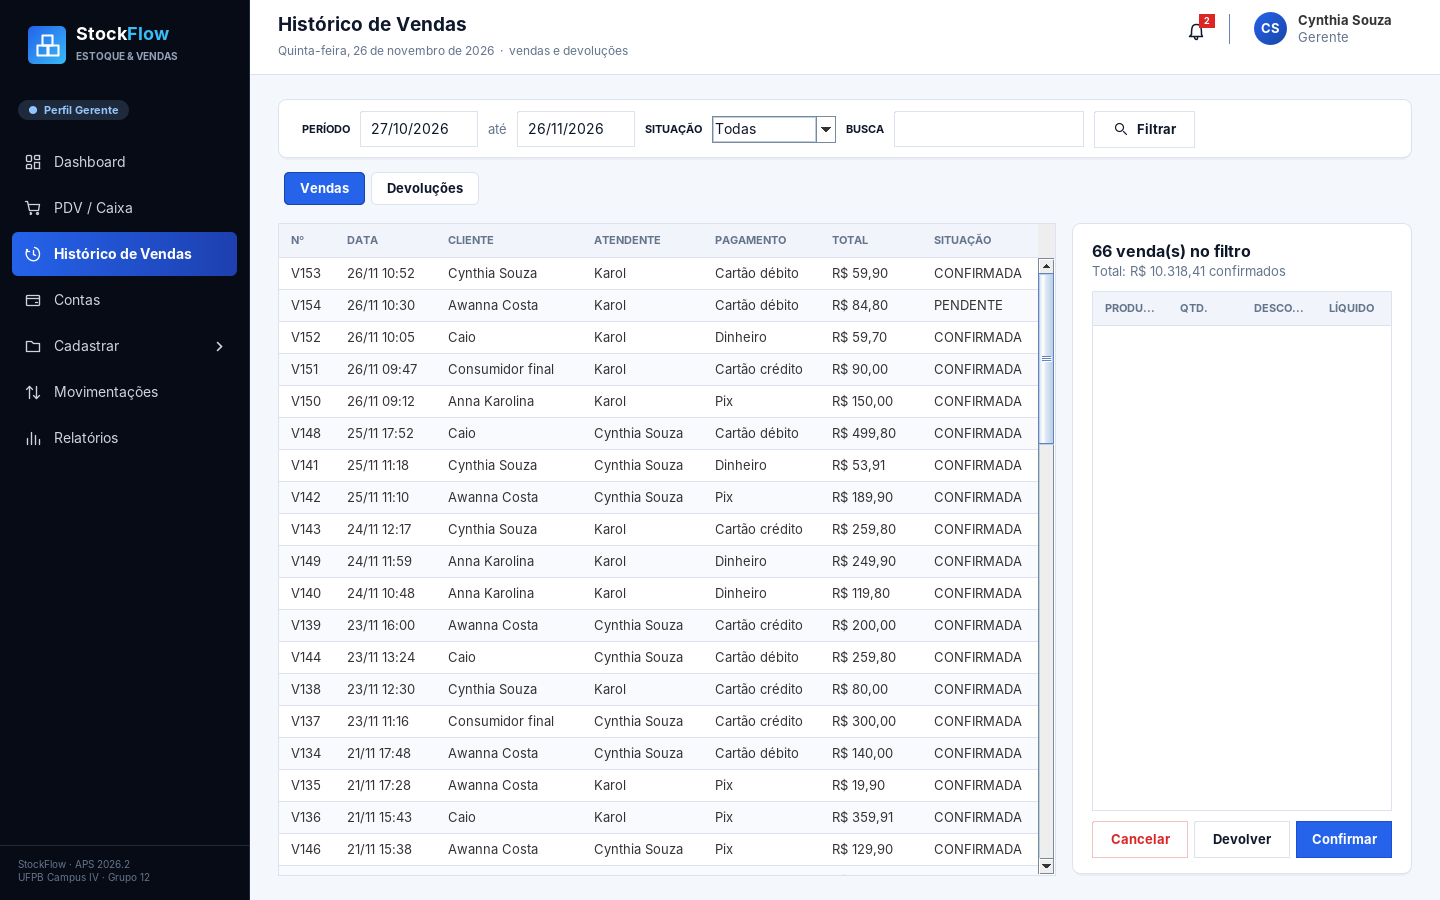 StockFlow
ESTOQUE & VENDAS
Perfil Gerente
Dashboard
PDV / Caixa
Histórico de Vendas
Contas
Cadastrar
Movimentações
Relatórios
StockFlow · APS 2026.2
UFPB Campus IV · Grupo 12
Histórico de Vendas
Quinta-feira, 26 de novembro de 2026 · vendas e devoluções
2
CS
Cynthia Souza
Gerente
PERÍODO 27/10/2026 até 26/11/2026 SITUAÇÃO Todas BUSCA Filtrar
Vendas Devoluções
Nº DATA CLIENTE ATENDENTE PAGAMENTO TOTAL SITUAÇÃO
V153 26/11 10:52 Cynthia Souza Karol Cartão débito R$ 59,90 CONFIRMADA
V154 26/11 10:30 Awanna Costa Karol Cartão débito R$ 84,80 PENDENTE
V152 26/11 10:05 Caio Karol Dinheiro R$ 59,70 CONFIRMADA
V151 26/11 09:47 Consumidor final Karol Cartão crédito R$ 90,00 CONFIRMADA
V150 26/11 09:12 Anna Karolina Karol Pix R$ 150,00 CONFIRMADA
V148 25/11 17:52 Caio Cynthia Souza Cartão débito R$ 499,80 CONFIRMADA
V141 25/11 11:18 Cynthia Souza Cynthia Souza Dinheiro R$ 53,91 CONFIRMADA
V142 25/11 11:10 Awanna Costa Cynthia Souza Pix R$ 189,90 CONFIRMADA
V143 24/11 12:17 Cynthia Souza Karol Cartão crédito R$ 259,80 CONFIRMADA
V149 24/11 11:59 Anna Karolina Karol Dinheiro R$ 249,90 CONFIRMADA
V140 24/11 10:48 Anna Karolina Karol Dinheiro R$ 119,80 CONFIRMADA
V139 23/11 16:00 Awanna Costa Cynthia Souza Cartão crédito R$ 200,00 CONFIRMADA
V144 23/11 13:24 Caio Cynthia Souza Cartão débito R$ 259,80 CONFIRMADA
V138 23/11 12:30 Cynthia Souza Karol Cartão crédito R$ 80,00 CONFIRMADA
V137 23/11 11:16 Consumidor final Cynthia Souza Cartão crédito R$ 300,00 CONFIRMADA
V134 21/11 17:48 Awanna Costa Cynthia Souza Cartão débito R$ 140,00 CONFIRMADA
V135 21/11 17:28 Awanna Costa Karol Pix R$ 19,90 CONFIRMADA
V136 21/11 15:43 Caio Karol Pix R$ 359,91 CONFIRMADA
V146 21/11 15:38 Awanna Costa Cynthia Souza Pix R$ 129,90 CONFIRMADA
66 venda(s) no filtro
Total: R$ 10.318,41 confirmados
PRODU... QTD. DESCO... LÍQUIDO
Cancelar Devolver Confirmar